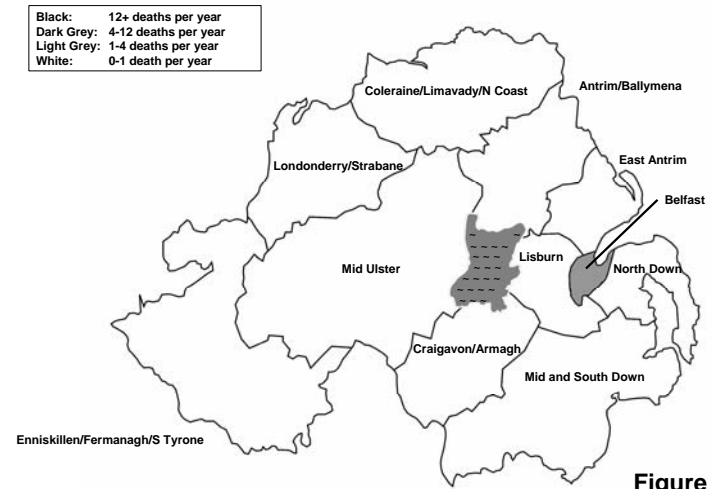 Black: 12+ deaths per year
Dark Grey: 4-12 deaths per year
Light Grey: 1-4 deaths per year
White: 0-1 death per year
Coleraine/Limavady/N Coast
Antrim/Ballymena
Londonderry/Strabane
East Antrim
Belfast
Lisburn
Mid Ulster
North Down
Craigavon/Armagh
Mid and South Down
Enniskillen/Fermanagh/S Tyrone
Figure